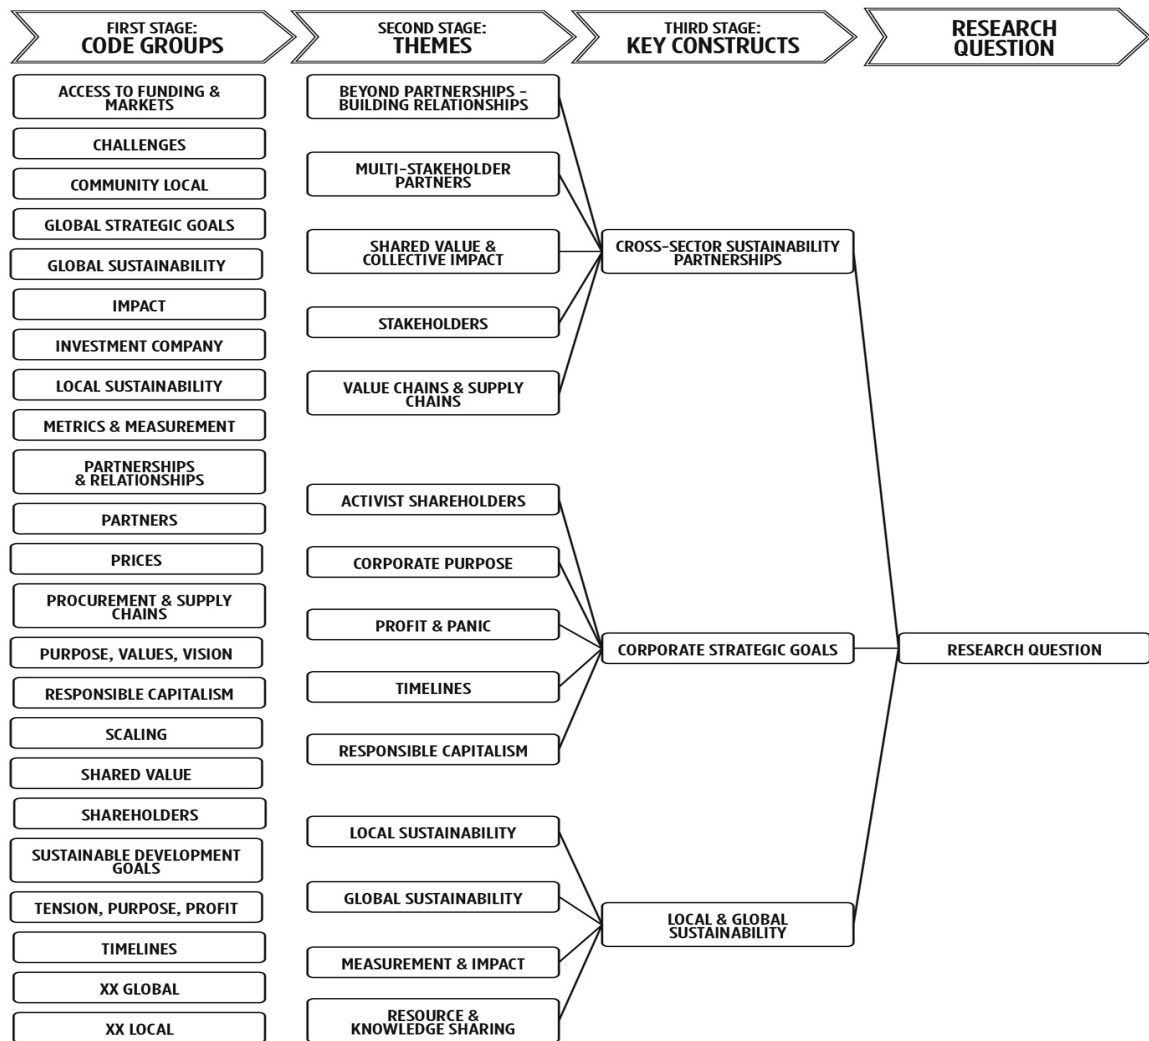 FIRST STAGE:
CODE GROUPS
SECOND STAGE:
THEMES
THIRD STAGE:
KEY CONSTRUCTS
RESEARCH
QUESTION
ACCESS TO FUNDING &
MARKETS
CHALLENGES
COMMUNITY LOCAL
GLOBAL STRATEGIC GOALS
GLOBAL SUSTAINABILITY
IMPACT
INVESTMENT COMPANY
LOCAL SUSTAINABILITY
METRICS & MEASUREMENT
PARTNERSHIPS
& RELATIONSHIPS
PARTNERS
PRICES
PROCUREMENT & SUPPLY
CHAINS
PURPOSE, VALUES, VISION
RESPONSIBLE CAPITALISM
SCALING
SHARED VALUE
SHAREHOLDERS
SUSTAINABLE DEVELOPMENT
GOALS
TENSION, PURPOSE, PROFIT
TIMELINES
XX GLOBAL
XX LOCAL
BEYOND PARTNERSHIPS -
BUILDING RELATIONSHIPS
MULTI-STAKEHOLDER
PARTNERS
SHARED VALUE &
COLLECTIVE IMPACT
STAKEHOLDERS
VALUE CHAINS & SUPPLY
CHAINS
ACTIVIST SHAREHOLDERS
CORPORATE PURPOSE
PROFIT & PANIC
TIMELINES
RESPONSIBLE CAPITALISM
LOCAL SUSTAINABILITY
GLOBAL SUSTAINABILITY
MEASUREMENT & IMPACT
RESOURCE &
KNOWLEDGE SHARING
CROSS-SECTOR SUSTAINABILITY
PARTNERSHIPS
CORPORATE STRATEGIC GOALS
LOCAL & GLOBAL
SUSTAINABILITY
RESEARCH QUESTION